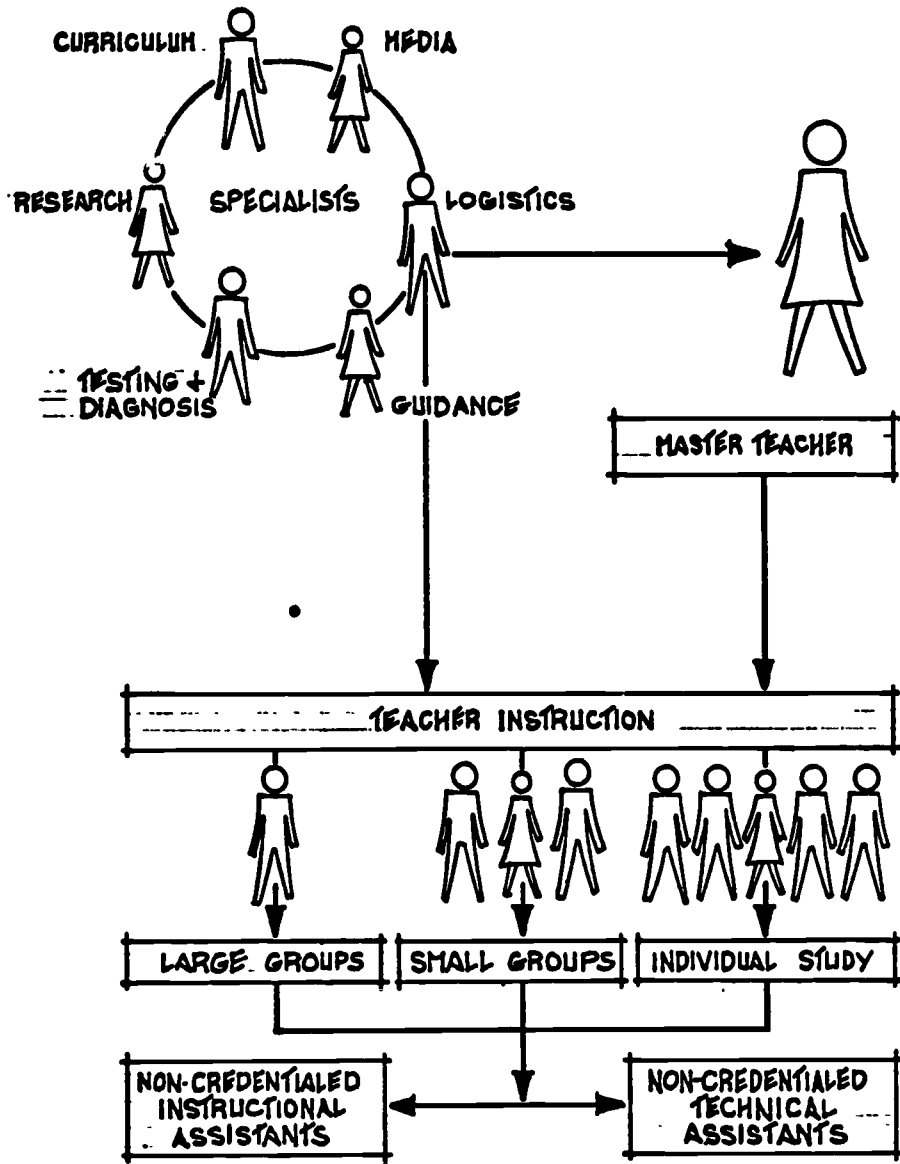 CURRICULUM
MEDIA
RESEARCH
SPECIALISTS
LOGISTICS
TESTING +
DIAGNOSIS
GUIDANCE
MASTER TEACHER
TEACHER INSTRUCTION
LARGE GROUPS
SMALL GROUPS
INDIVIDUAL STUDY
NON-CREDENTIALED
INSTRUCTIONAL
ASSISTANTS
NON-CREDENTIALED
TECHNICAL
ASSISTANTS